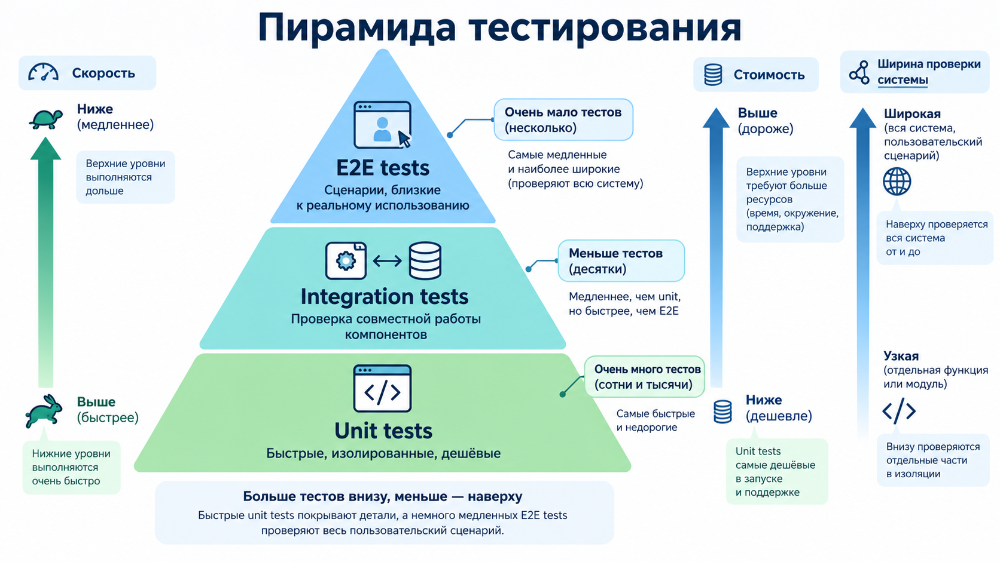 Пирамида тестирования
Скорость
Ниже
(медленнее)
Верхние уровни
выполняются
дольше
Выше
(быстрее)
Нижние уровни
выполняются
очень быстро
E2E tests
Сценарии, близкие
к реальному использованию
Integration tests
Проверка совместной работы
компонентов
</>
Unit tests
Быстрые, изолированные, дешёвые
Очень мало тестов
(несколько)
Самые медленные
и наиболее широкие
(проверяют всю систему)
Меньше тестов
(десятки)
Медленнее, чем unit,
но быстрее, чем E2E
Очень много тестов
(сотни и тысячи)
Самые быстрые
и недорогие
Стоимость
Выше
(дороже)
Верхние уровни
требуют больше
ресурсов
(время, окружение,
поддержка)
Ниже
(дешевле)
Unit tests
самые дешёвые
в запуске
и поддержке
Ширина проверки
системы
Широкая
(вся система,
пользовательский
сценарий)
Наверху проверяется
вся система
от и до
Узкая
(отдельная функция
или модуль)
</>
Внизу проверяются
отдельные части
в изоляции
Больше тестов внизу, меньше — наверху
Быстрые unit tests покрывают детали, а немного медленных E2E tests
проверяют весь пользовательский сценарий.